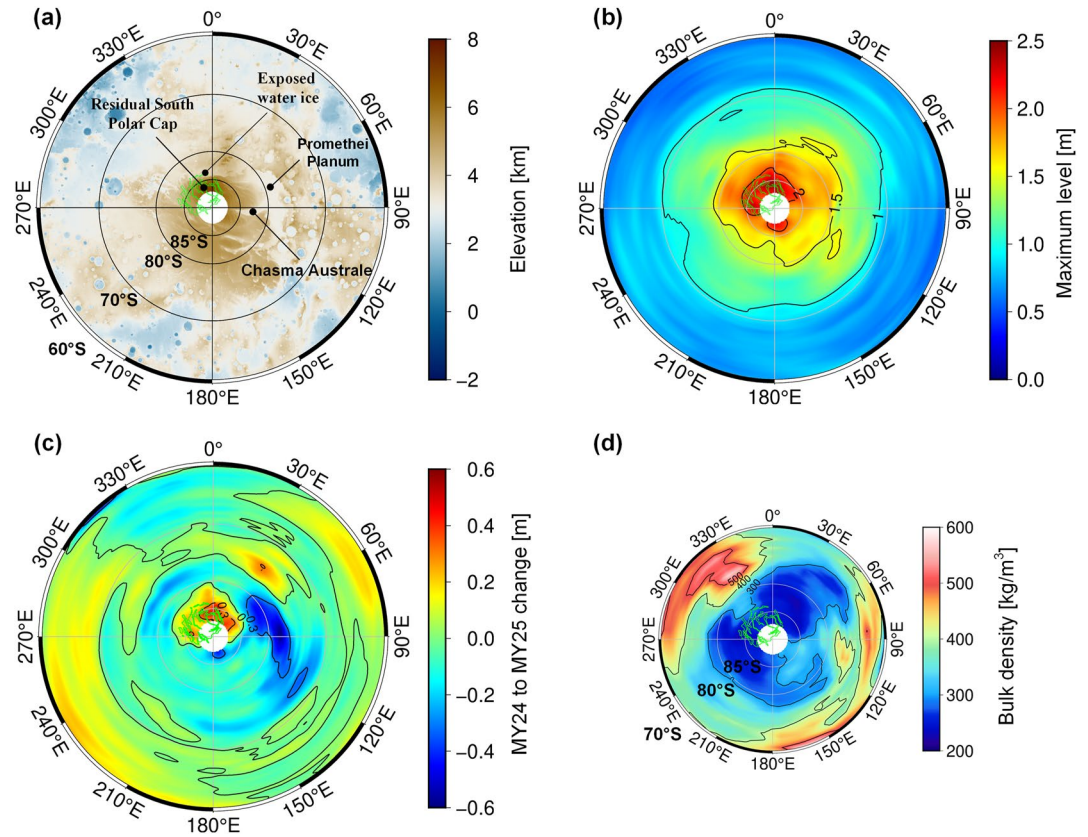 (a)
0°
30°E
60°E
90°E
120°E
150°E
180°E
210°E
240°E
270°E
300°E
330°E
Exposed
water ice
Residual South
Polar Cap
Promethei
Planum
Chasma Australe
85°S
80°S
70°S
60°S
8
6
4
2
0
−2
Elevation [km]
(b)
0°
30°E
60°E
90°E
120°E
150°E
180°E
210°E
240°E
270°E
300°E
330°E
2
1.5
1
2.5
2.0
1.5
1.0
0.5
0.0
Maximum level [m]
(c)
0°
30°E
60°E
90°E
120°E
150°E
180°E
210°E
240°E
270°E
300°E
330°E
0.6
0.4
0.2
0.0
−0.2
−0.4
−0.6
MY24 to MY25 change [m]
(d)
0°
30°E
60°E
90°E
120°E
150°E
180°E
210°E
240°E
270°E
300°E
330°E
500
400
300
85°S
80°S
70°S
600
500
400
300
200
Bulk density [kg/m³]